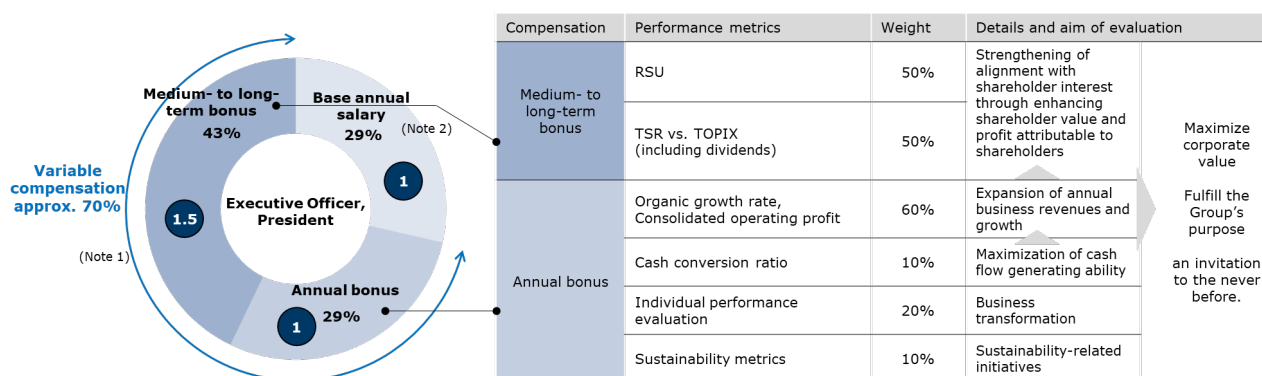 Medium- to long-
term bonus
43%
Base annual
salary
29%
(Note 2)
1
Variable
compensation
approx. 70%
1.5
Executive Officer,
President
(Note 1)
Annual bonus
29%
1
Compensation
Performance metrics
Weight
Details and aim of evaluation
Medium- to
long-term
bonus
RSU
50%
Strengthening of
alignment with
shareholder interest
through enhancing
shareholder value and
profit attributable to
shareholders
TSR vs. TOPIX
(including dividends)
50%
Annual bonus
Organic growth rate,
Consolidated operating profit
60%
Expansion of annual
business revenues and
growth
Cash conversion ratio
10%
Maximization of cash
flow generating ability
Individual performance
evaluation
20%
Business
transformation
Sustainability metrics
10%
Sustainability-related
initiatives
Maximize
corporate
value
Fulfill the
Group's
purpose
an invitation
to the never
before.